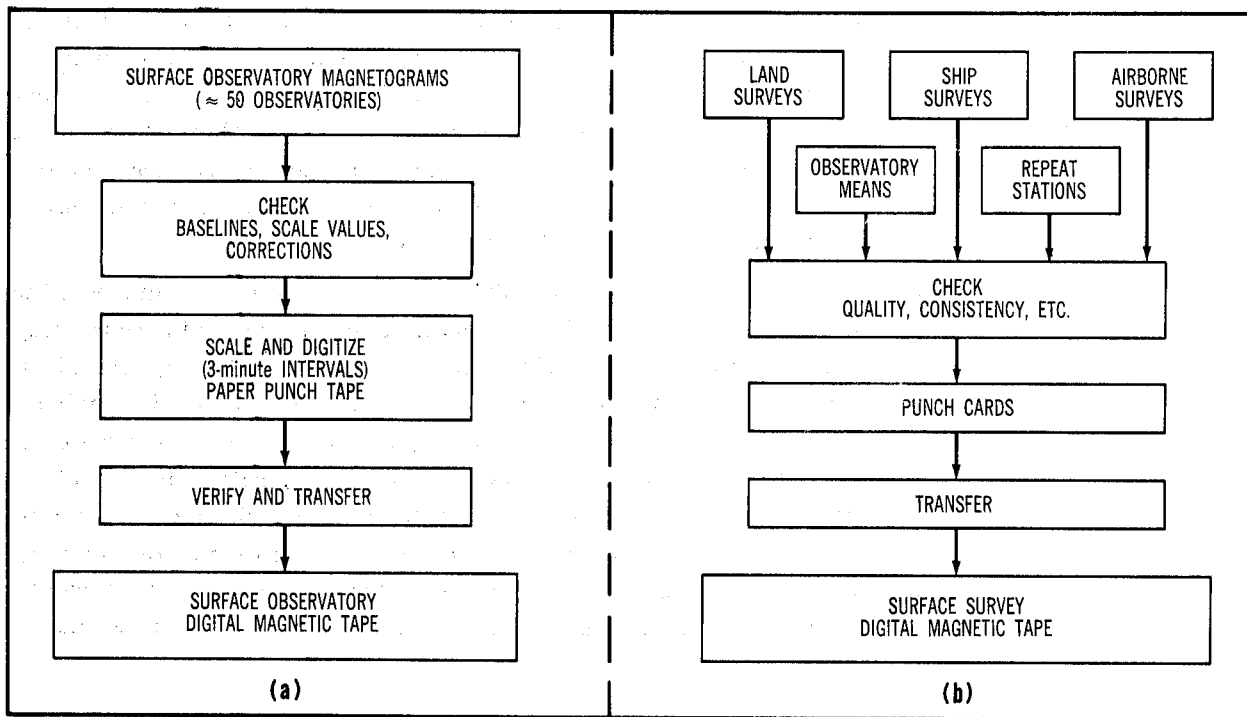 SURFACE OBSERVATORY MAGNETOGRAMS
(≈ 50 OBSERVATORIES)
CHECK
BASELINES, SCALE VALUES,
CORRECTIONS
SCALE AND DIGITIZE
(3-minute INTERVALS)
PAPER PUNCH TAPE
VERIFY AND TRANSFER
SURFACE OBSERVATORY
DIGITAL MAGNETIC TAPE
(a)
LAND
SURVEYS
SHIP
SURVEYS
AIRBORNE
SURVEYS
OBSERVATORY
MEANS
REPEAT
STATIONS
CHECK
QUALITY, CONSISTENCY, ETC.
PUNCH CARDS
TRANSFER
SURFACE SURVEY
DIGITAL MAGNETIC TAPE
(b)